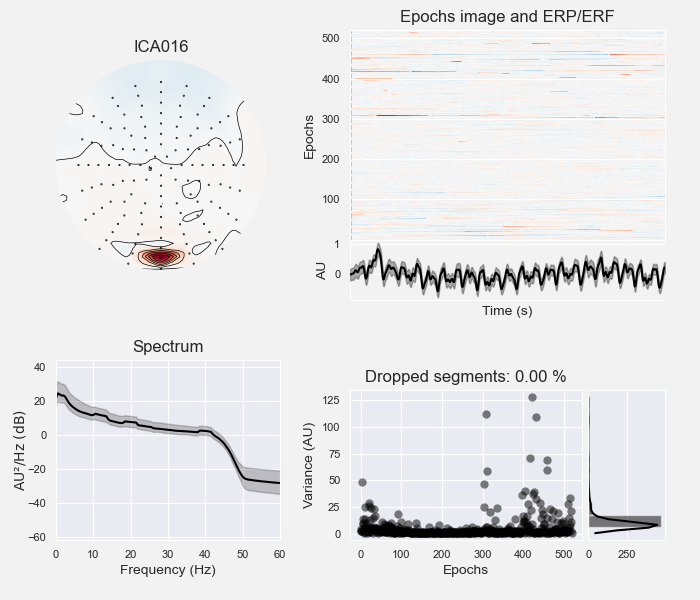 ICA016
Epochs image and ERP/ERF
500
400
300
200
100
Epochs
1
0
AU
Time (s)
Spectrum
40
20
0
−20
−40
−60
AU²/Hz (dB)
0 10 20 30 40 50 60
Frequency (Hz)
Dropped segments: 0.00 %
125
100
75
50
25
0
Variance (AU)
0 100 200 300 400 500
Epochs
0 250